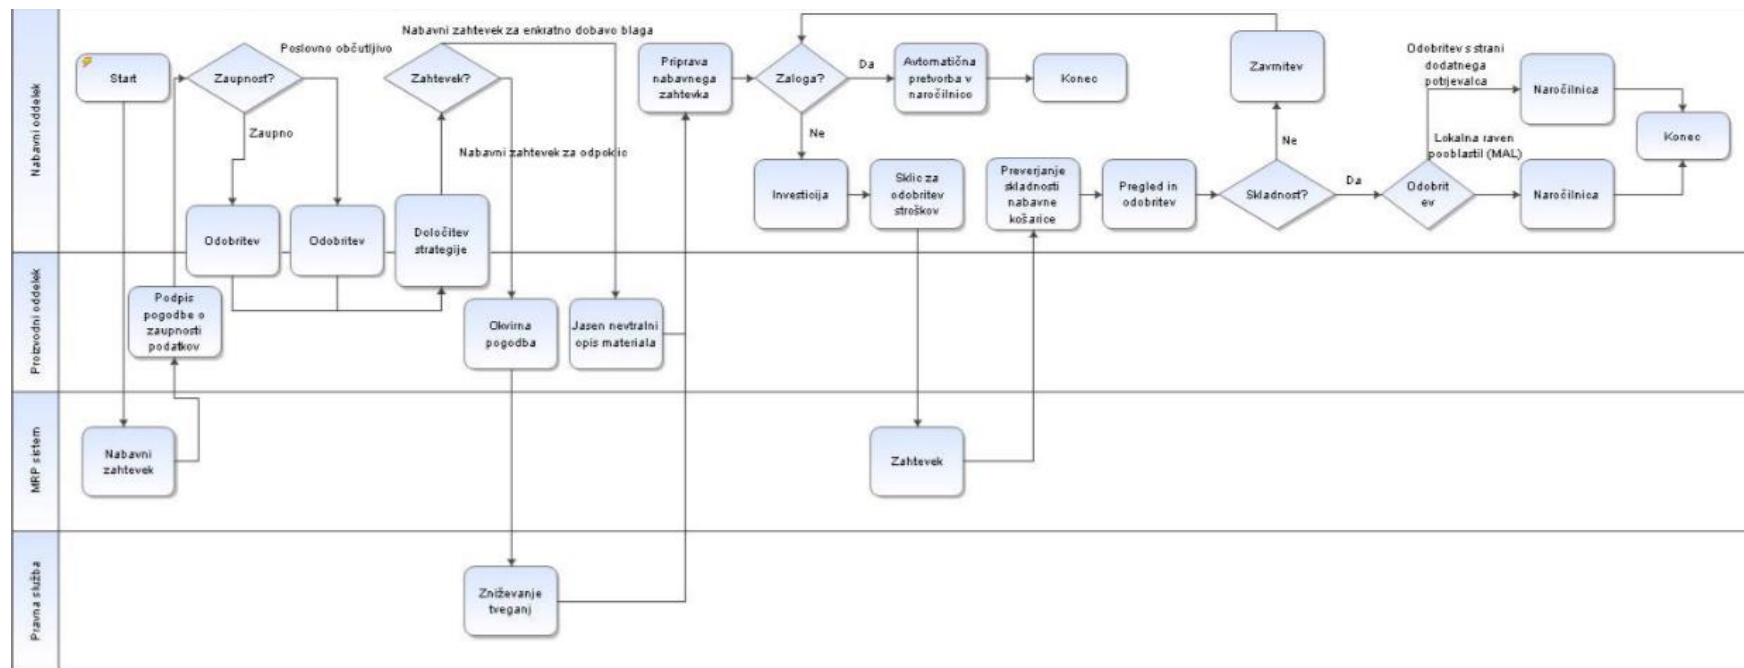 Nabavni oddelek
Start
Zaupnost?
Poslovno občutljivo
Zaupno
Odobritev
Odobritev
Zahtevek?
Nabavni zahtevek za enkratno dobavo blaga
Nabavni zahtevek za odpoklic
Določitev
strategije
Priprava
nabavnega
zahtevka
Zaloga?
Da
Avtomatična
pretvorba v
naročilnico
Konec
Ne
Investicija
Sklic za
odobritev
stroškov
Preverjanje
skladnosti
nabavne
košarice
Pregled in
odobritev
Zavrnitev
Ne
Skladnost?
Da
Odobrit
ev
Odobritev s strani
dodatnega
potrjevalca
Naročilnica
Lokalna raven
pooblastil (MAL)
Naročilnica
Konec
Proizvodni oddelek
Podpis
pogodbe o
zaupnosti
podatkov
Okvirna
pogodba
Jasen nevtralni
opis materiala
MRP sistem
Nabavni
zahtevek
Zahtevek
Pravna služba
Zniževanje
tveganj